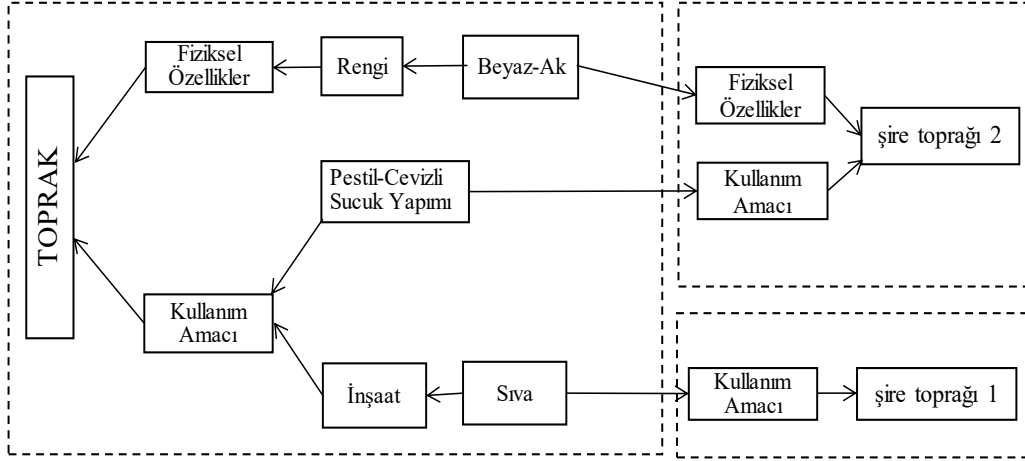 TOPRAK
Fiziksel
Özellikler
Rengi
Beyaz-Ak
Pestil-Cevizli
Sucuk Yapımı
Kullanım
Amacı
İnşaat
Sıva
Fiziksel
Özellikler
Kullanım
Amacı
şire toprağı 2
Kullanım
Amacı
şire toprağı 1